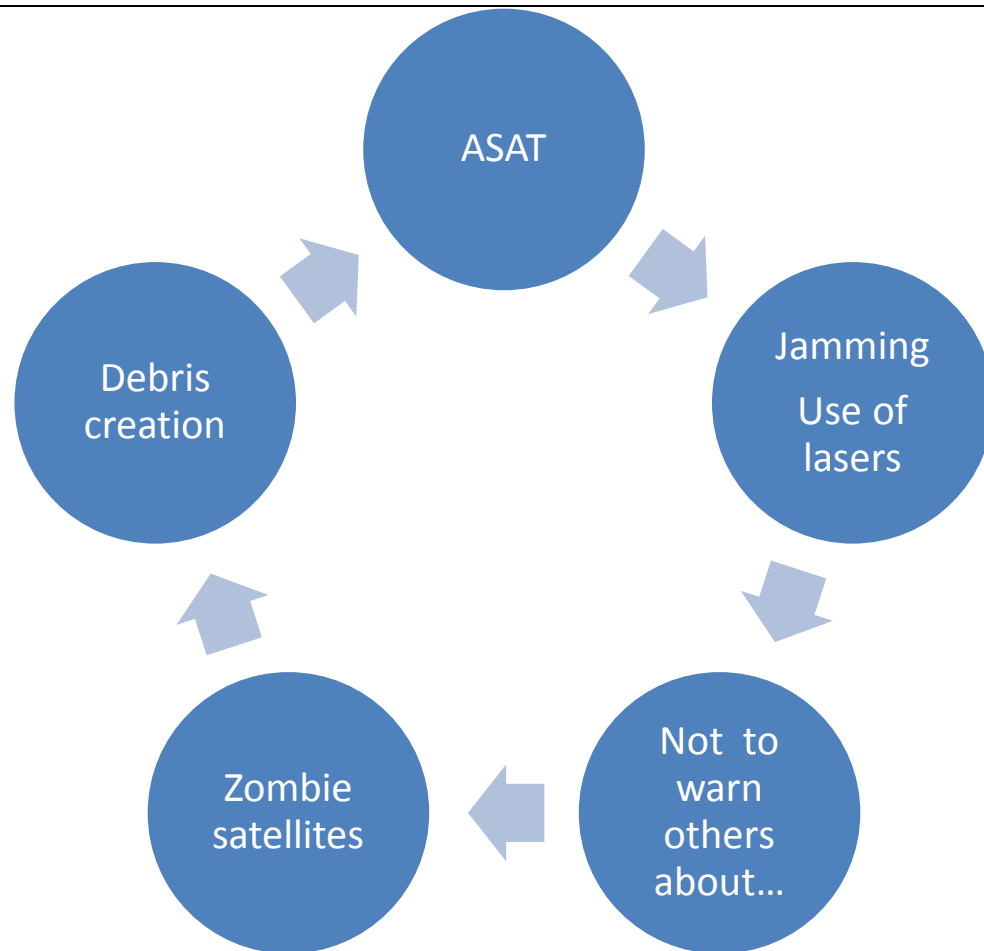 ASAT
Jamming
Use of
lasers
Not to
warn
others
about…
Zombie
satellites
Debris
creation